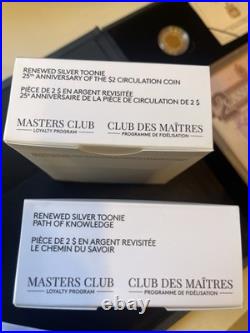 RENEWED SILVER TOONIE
25TH ANNIVERSARY OF THE $2 CIRCULATION COIN
PIÈCE DE 2 $ EN ARGENT REVISITÉE
25e ANNIVERSAIRE DE LA PIÈCE DE CIRCULATION DE 2 $
MASTERS CLUB CLUB DES MAÎTRES
LOYALTY PROGRAM PROGRAMME DE FIDÉLISATION
RENEWED SILVER TOONIE
PATH OF KNOWLEDGE
PIÈCE DE 2 $ EN ARGENT REVISITÉE
LE CHEMIN DU SAVOIR
MASTERS CLUB CLUB DES MAÎTRES
LOYALTY PROGRAM PROGRAMME DE FIDÉLISATION